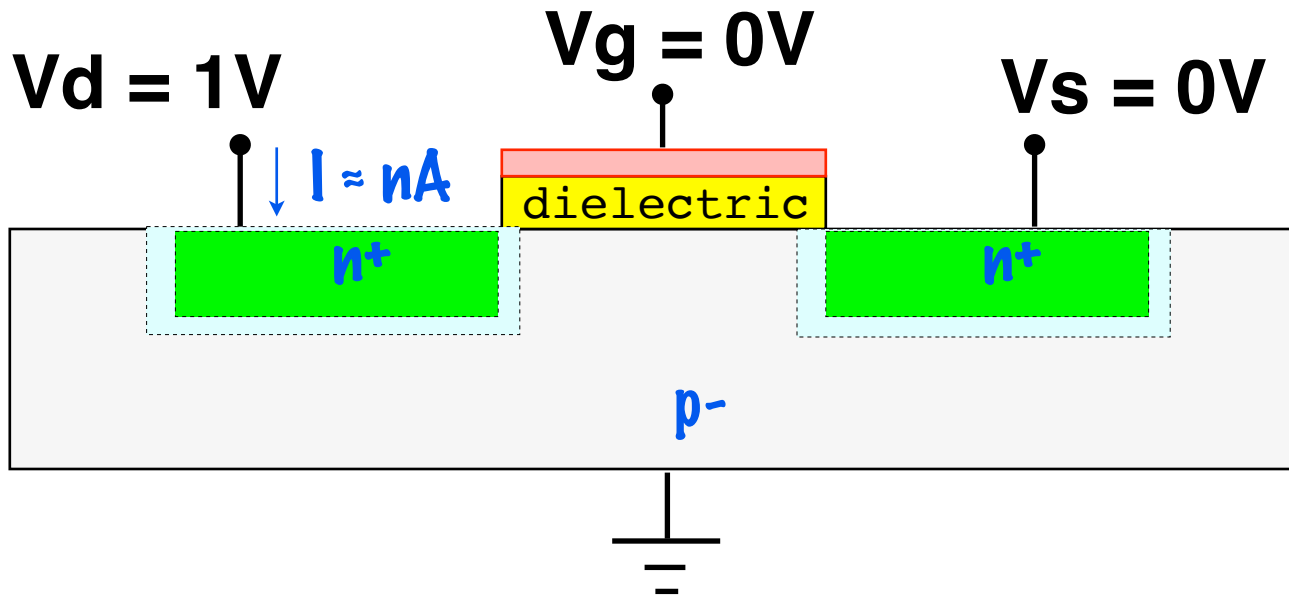 Vd = 1V
Vg = 0V
Vs = 0V
I ≈ nA
dielectric
n+
n+
p-